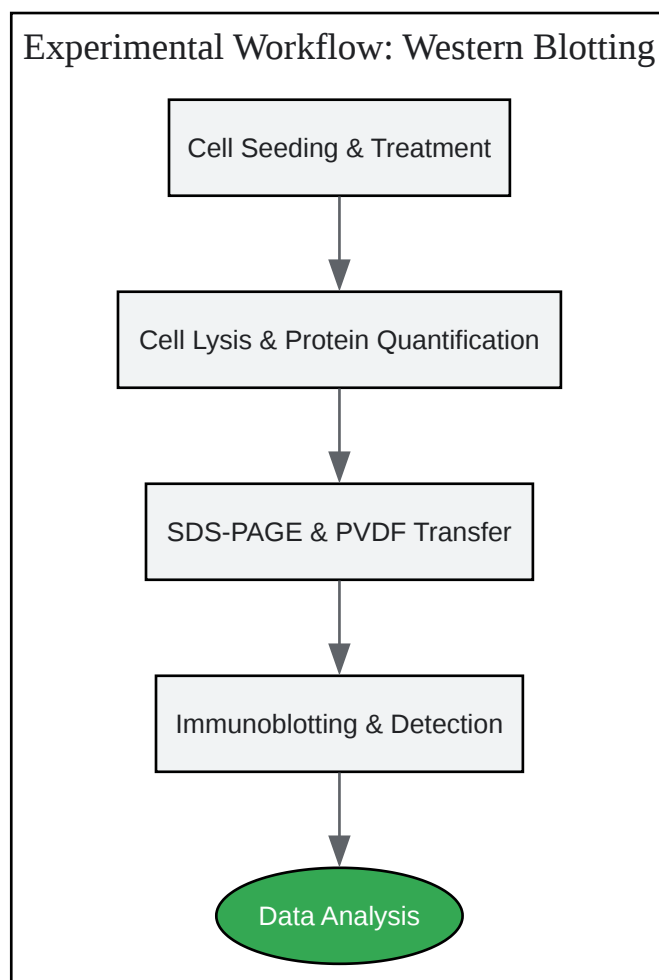 Experimental Workflow: Western Blotting
Cell Seeding & Treatment
Cell Lysis & Protein Quantification
SDS-PAGE & PVDF Transfer
Immunoblotting & Detection
Data Analysis